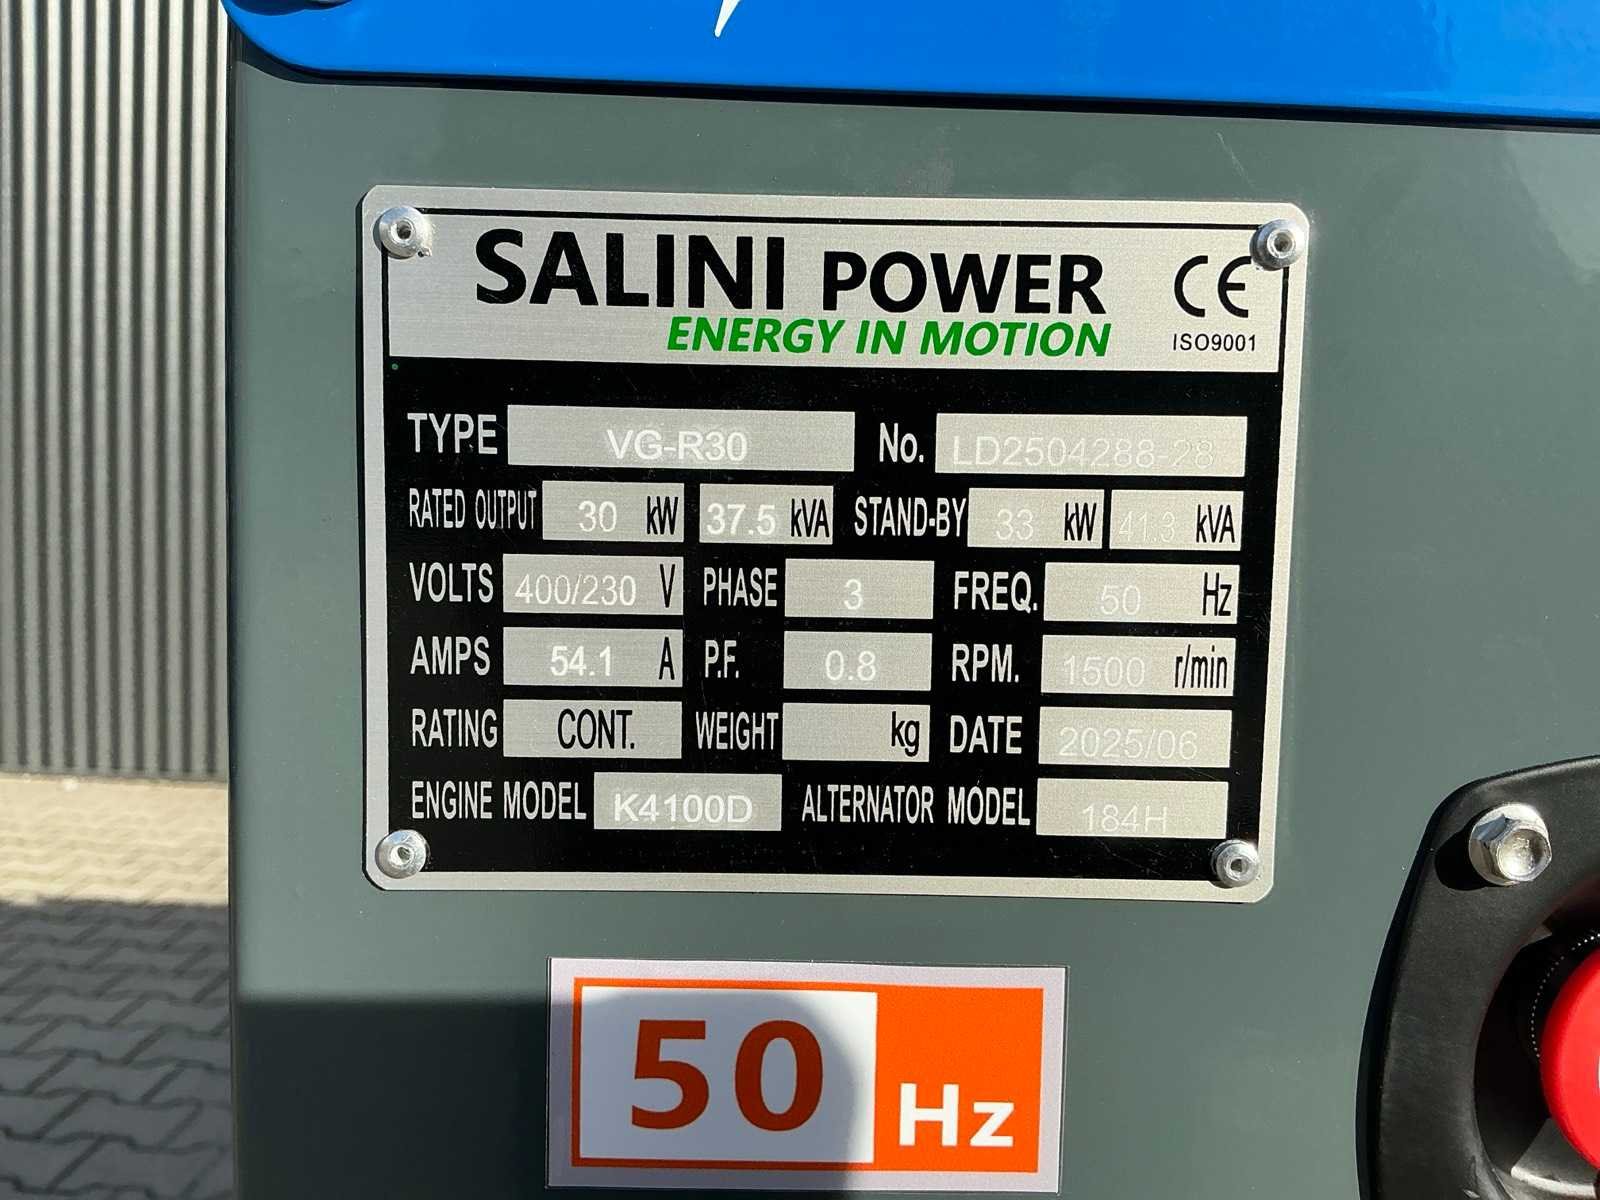 SALINI POWER
ENERGY IN MOTION
CE
ISO9001
TYPE VG-R30 No. LD2504288-28
RATED OUTPUT 30 kW 37.5 kVA STAND-BY 33 kW 41.3 kVA
VOLTS 400/230 V PHASE 3 FREQ. 50 Hz
AMPS 54.1 A P.F. 0.8 RPM. 1500 r/min
RATING CONT. WEIGHT kg DATE 2025/06
ENGINE MODEL K4100D ALTERNATOR MODEL 184H
50 Hz